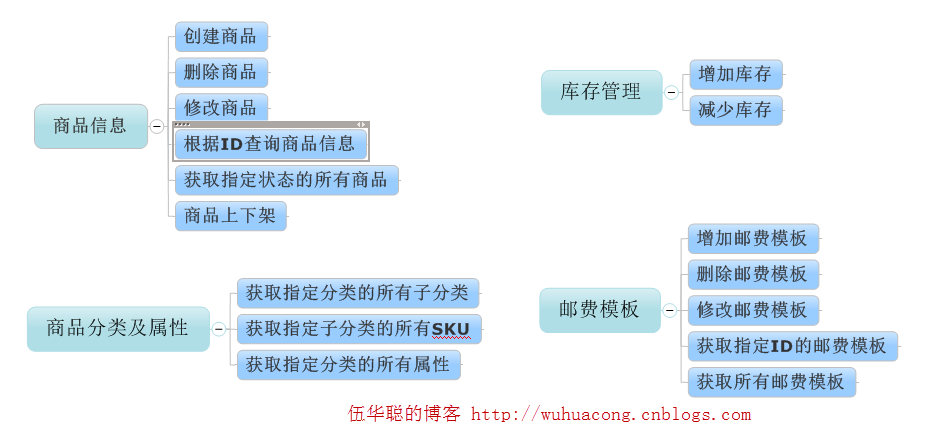 商品信息
创建商品
删除商品
修改商品
根据ID查询商品信息
获取指定状态的所有商品
商品上下架
库存管理
增加库存
减少库存
商品分类及属性
获取指定分类的所有子分类
获取指定子分类的所有SKU
获取指定分类的所有属性
邮费模板
增加邮费模板
删除邮费模板
修改邮费模板
获取指定ID的邮费模板
获取所有邮费模板
伍华聪的博客 http://wuhuacong.cnblogs.com